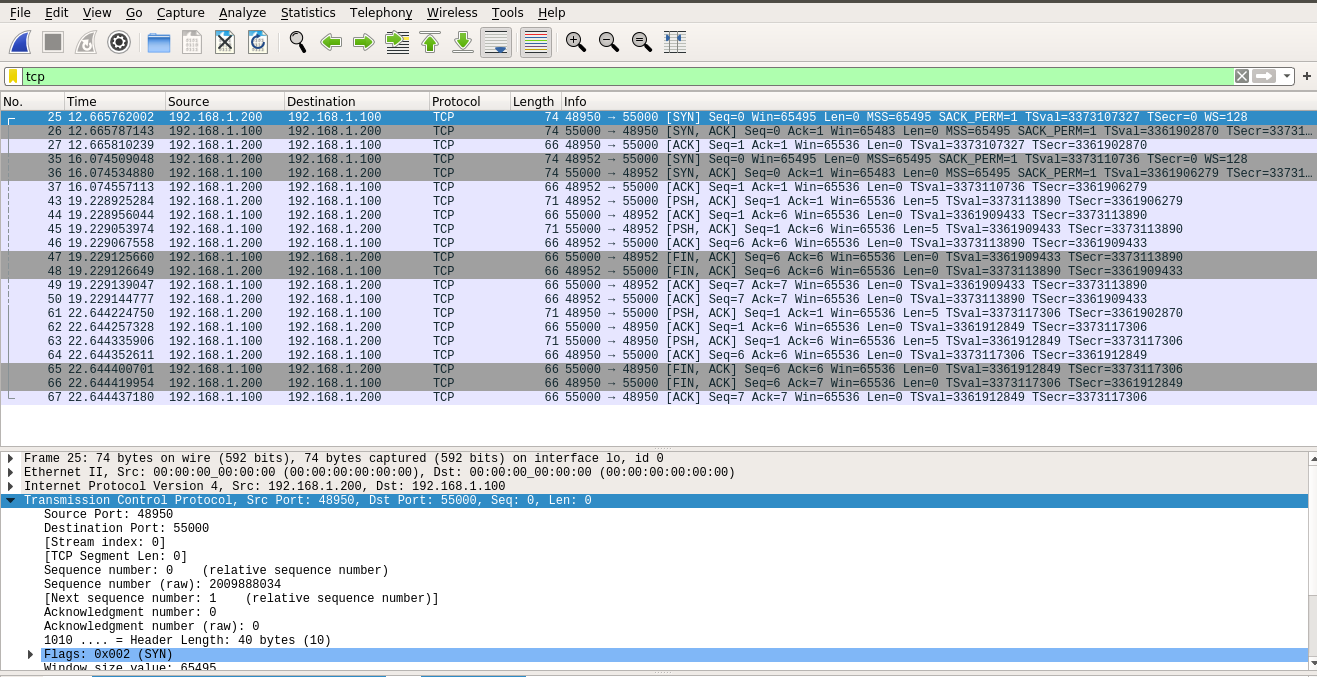 File Edit View Go Capture Analyze Statistics Telephony Wireless Tools Help
tcp
No. Time Source Destination Protocol Length Info
25 12.665762002 192.168.1.200 192.168.1.100 TCP 74 48950 → 55000 [SYN] Seq=0 Win=65495 Len=0 MSS=65495 SACK_PERM=1 TSval=3373107327 TSecr=0 WS=128
26 12.665787143 192.168.1.100 192.168.1.200 TCP 74 55000 → 48950 [SYN, ACK] Seq=0 Ack=1 Win=65483 Len=0 MSS=65495 SACK_PERM=1 TSval=3361902870 TSecr=33731…
27 12.665810239 192.168.1.200 192.168.1.100 TCP 66 48950 → 55000 [ACK] Seq=1 Ack=1 Win=65536 Len=0 TSval=3373107327 TSecr=3361902870
35 16.074509048 192.168.1.200 192.168.1.100 TCP 74 48952 → 55000 [SYN] Seq=0 Win=65495 Len=0 MSS=65495 SACK_PERM=1 TSval=3373110736 TSecr=0 WS=128
36 16.074534880 192.168.1.100 192.168.1.200 TCP 74 55000 → 48952 [SYN, ACK] Seq=0 Ack=1 Win=65483 Len=0 MSS=65495 SACK_PERM=1 TSval=3361906279 TSecr=33731…
37 16.074557113 192.168.1.200 192.168.1.100 TCP 66 48952 → 55000 [ACK] Seq=1 Ack=1 Win=65536 Len=0 TSval=3373110736 TSecr=3361906279
43 19.228925284 192.168.1.200 192.168.1.100 TCP 71 48952 → 55000 [PSH, ACK] Seq=1 Ack=1 Win=65536 Len=5 TSval=3373113890 TSecr=3361906279
44 19.228956044 192.168.1.100 192.168.1.200 TCP 66 55000 → 48952 [ACK] Seq=1 Ack=6 Win=65536 Len=0 TSval=3361909433 TSecr=3373113890
45 19.229053974 192.168.1.100 192.168.1.200 TCP 71 55000 → 48952 [PSH, ACK] Seq=1 Ack=6 Win=65536 Len=5 TSval=3361909433 TSecr=3373113890
46 19.229067558 192.168.1.200 192.168.1.100 TCP 66 48952 → 55000 [ACK] Seq=6 Ack=6 Win=65536 Len=0 TSval=3373113890 TSecr=3361909433
47 19.229125660 192.168.1.100 192.168.1.200 TCP 66 55000 → 48952 [FIN, ACK] Seq=6 Ack=6 Win=65536 Len=0 TSval=3361909433 TSecr=3373113890
48 19.229126649 192.168.1.200 192.168.1.100 TCP 66 48952 → 55000 [FIN, ACK] Seq=6 Ack=6 Win=65536 Len=0 TSval=3373113890 TSecr=3361909433
49 19.229139047 192.168.1.100 192.168.1.200 TCP 66 55000 → 48952 [ACK] Seq=7 Ack=7 Win=65536 Len=0 TSval=3361909433 TSecr=3373113890
50 19.229144777 192.168.1.200 192.168.1.100 TCP 66 48952 → 55000 [ACK] Seq=7 Ack=7 Win=65536 Len=0 TSval=3373113890 TSecr=3361909433
61 22.644224750 192.168.1.200 192.168.1.100 TCP 71 48950 → 55000 [PSH, ACK] Seq=1 Ack=1 Win=65536 Len=5 TSval=3373117306 TSecr=3361902870
62 22.644257328 192.168.1.100 192.168.1.200 TCP 66 55000 → 48950 [ACK] Seq=1 Ack=6 Win=65536 Len=0 TSval=3361912849 TSecr=3373117306
63 22.644335906 192.168.1.100 192.168.1.200 TCP 71 55000 → 48950 [PSH, ACK] Seq=1 Ack=6 Win=65536 Len=5 TSval=3361912849 TSecr=3373117306
64 22.644352611 192.168.1.200 192.168.1.100 TCP 66 48950 → 55000 [ACK] Seq=6 Ack=6 Win=65536 Len=0 TSval=3373117306 TSecr=3361912849
65 22.644400701 192.168.1.100 192.168.1.200 TCP 66 55000 → 48950 [FIN, ACK] Seq=6 Ack=6 Win=65536 Len=0 TSval=3361912849 TSecr=3373117306
66 22.644419954 192.168.1.200 192.168.1.100 TCP 66 48950 → 55000 [FIN, ACK] Seq=6 Ack=7 Win=65536 Len=0 TSval=3373117306 TSecr=3361912849
67 22.644437180 192.168.1.100 192.168.1.200 TCP 66 55000 → 48950 [ACK] Seq=7 Ack=7 Win=65536 Len=0 TSval=3361912849 TSecr=3373117306
Frame 25: 74 bytes on wire (592 bits), 74 bytes captured (592 bits) on interface lo, id 0
Ethernet II, Src: 00:00:00_00:00:00 (00:00:00:00:00:00), Dst: 00:00:00_00:00:00 (00:00:00:00:00:00)
Internet Protocol Version 4, Src: 192.168.1.200, Dst: 192.168.1.100
Transmission Control Protocol, Src Port: 48950, Dst Port: 55000, Seq: 0, Len: 0
Source Port: 48950
Destination Port: 55000
[Stream index: 0]
[TCP Segment Len: 0]
Sequence number: 0 (relative sequence number)
Sequence number (raw): 2009888034
[Next sequence number: 1 (relative sequence number)]
Acknowledgment number: 0
Acknowledgment number (raw): 0
1010 .... = Header Length: 40 bytes (10)
Flags: 0x002 (SYN)
Window size value: 65495